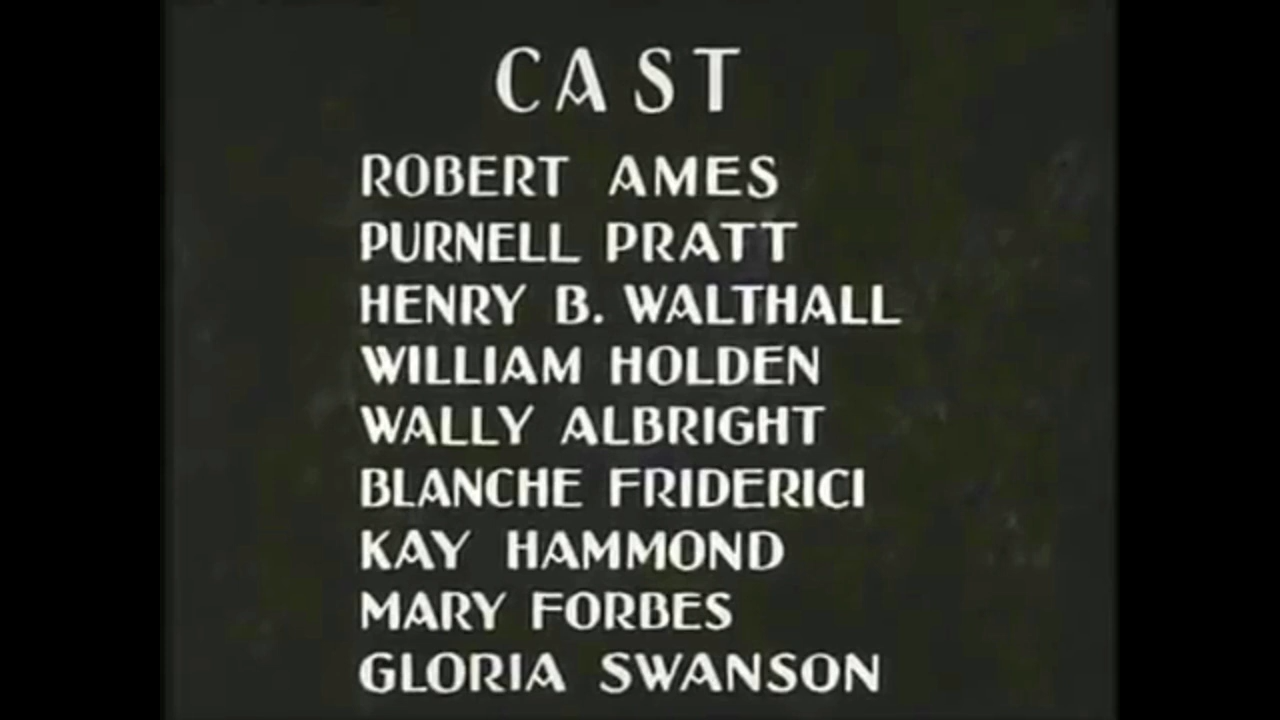 CAST
ROBERT AMES
PURNELL PRATT
HENRY B. WALTHALL
WILLIAM HOLDEN
WALLY ALBRIGHT
BLANCHE FRIDERICI
KAY HAMMOND
MARY FORBES
GLORIA SWANSON